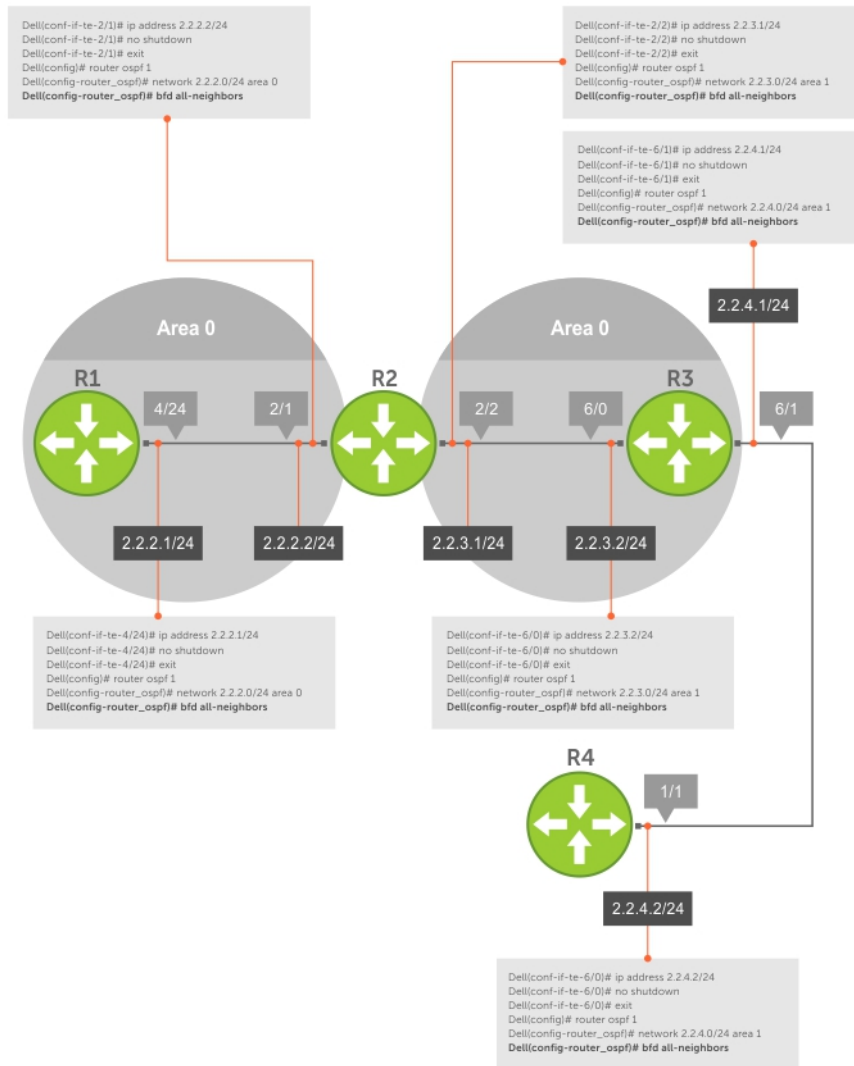 Dell(conf-if-te-2/1)# ip address 2.2.2.2/24
Dell(conf-if-te-2/1)# no shutdown
Dell(conf-if-te-2/1)# exit
Dell(config)# router ospf 1
Dell(config-router_ospf)# network 2.2.2.0/24 area 0
Dell(config-router_ospf)# bfd all-neighbors
Dell(conf-if-te-2/2)# ip address 2.2.3.1/24
Dell(conf-if-te-2/2)# no shutdown
Dell(conf-if-te-2/2)# exit
Dell(config)# router ospf 1
Dell(config-router_ospf)# network 2.2.3.0/24 area 1
Dell(config-router_ospf)# bfd all-neighbors
Dell(conf-if-te-6/1)# ip address 2.2.4.1/24
Dell(conf-if-te-6/1)# no shutdown
Dell(conf-if-te-6/1)# exit
Dell(config)# router ospf 1
Dell(config-router_ospf)# network 2.2.4.0/24 area 1
Dell(config-router_ospf)# bfd all-neighbors
2.2.4.1/24
Area 0
Area 0
R1
R2
R3
4/24
2/1
2/2
6/0
6/1
2.2.2.1/24
2.2.2.2/24
2.2.3.1/24
2.2.3.2/24
Dell(conf-if-te-4/24)# ip address 2.2.2.1/24
Dell(conf-if-te-4/24)# no shutdown
Dell(conf-if-te-4/24)# exit
Dell(config)# router ospf 1
Dell(config-router_ospf)# network 2.2.2.0/24 area 0
Dell(config-router_ospf)# bfd all-neighbors
Dell(conf-if-te-6/0)# ip address 2.2.3.2/24
Dell(conf-if-te-6/0)# no shutdown
Dell(conf-if-te-6/0)# exit
Dell(config)# router ospf 1
Dell(config-router_ospf)# network 2.2.3.0/24 area 1
Dell(config-router_ospf)# bfd all-neighbors
R4
1/1
2.2.4.2/24
Dell(conf-if-te-6/0)# ip address 2.2.4.2/24
Dell(conf-if-te-6/0)# no shutdown
Dell(conf-if-te-6/0)# exit
Dell(config)# router ospf 1
Dell(config-router_ospf)# network 2.2.4.0/24 area 1
Dell(config-router_ospf)# bfd all-neighbors